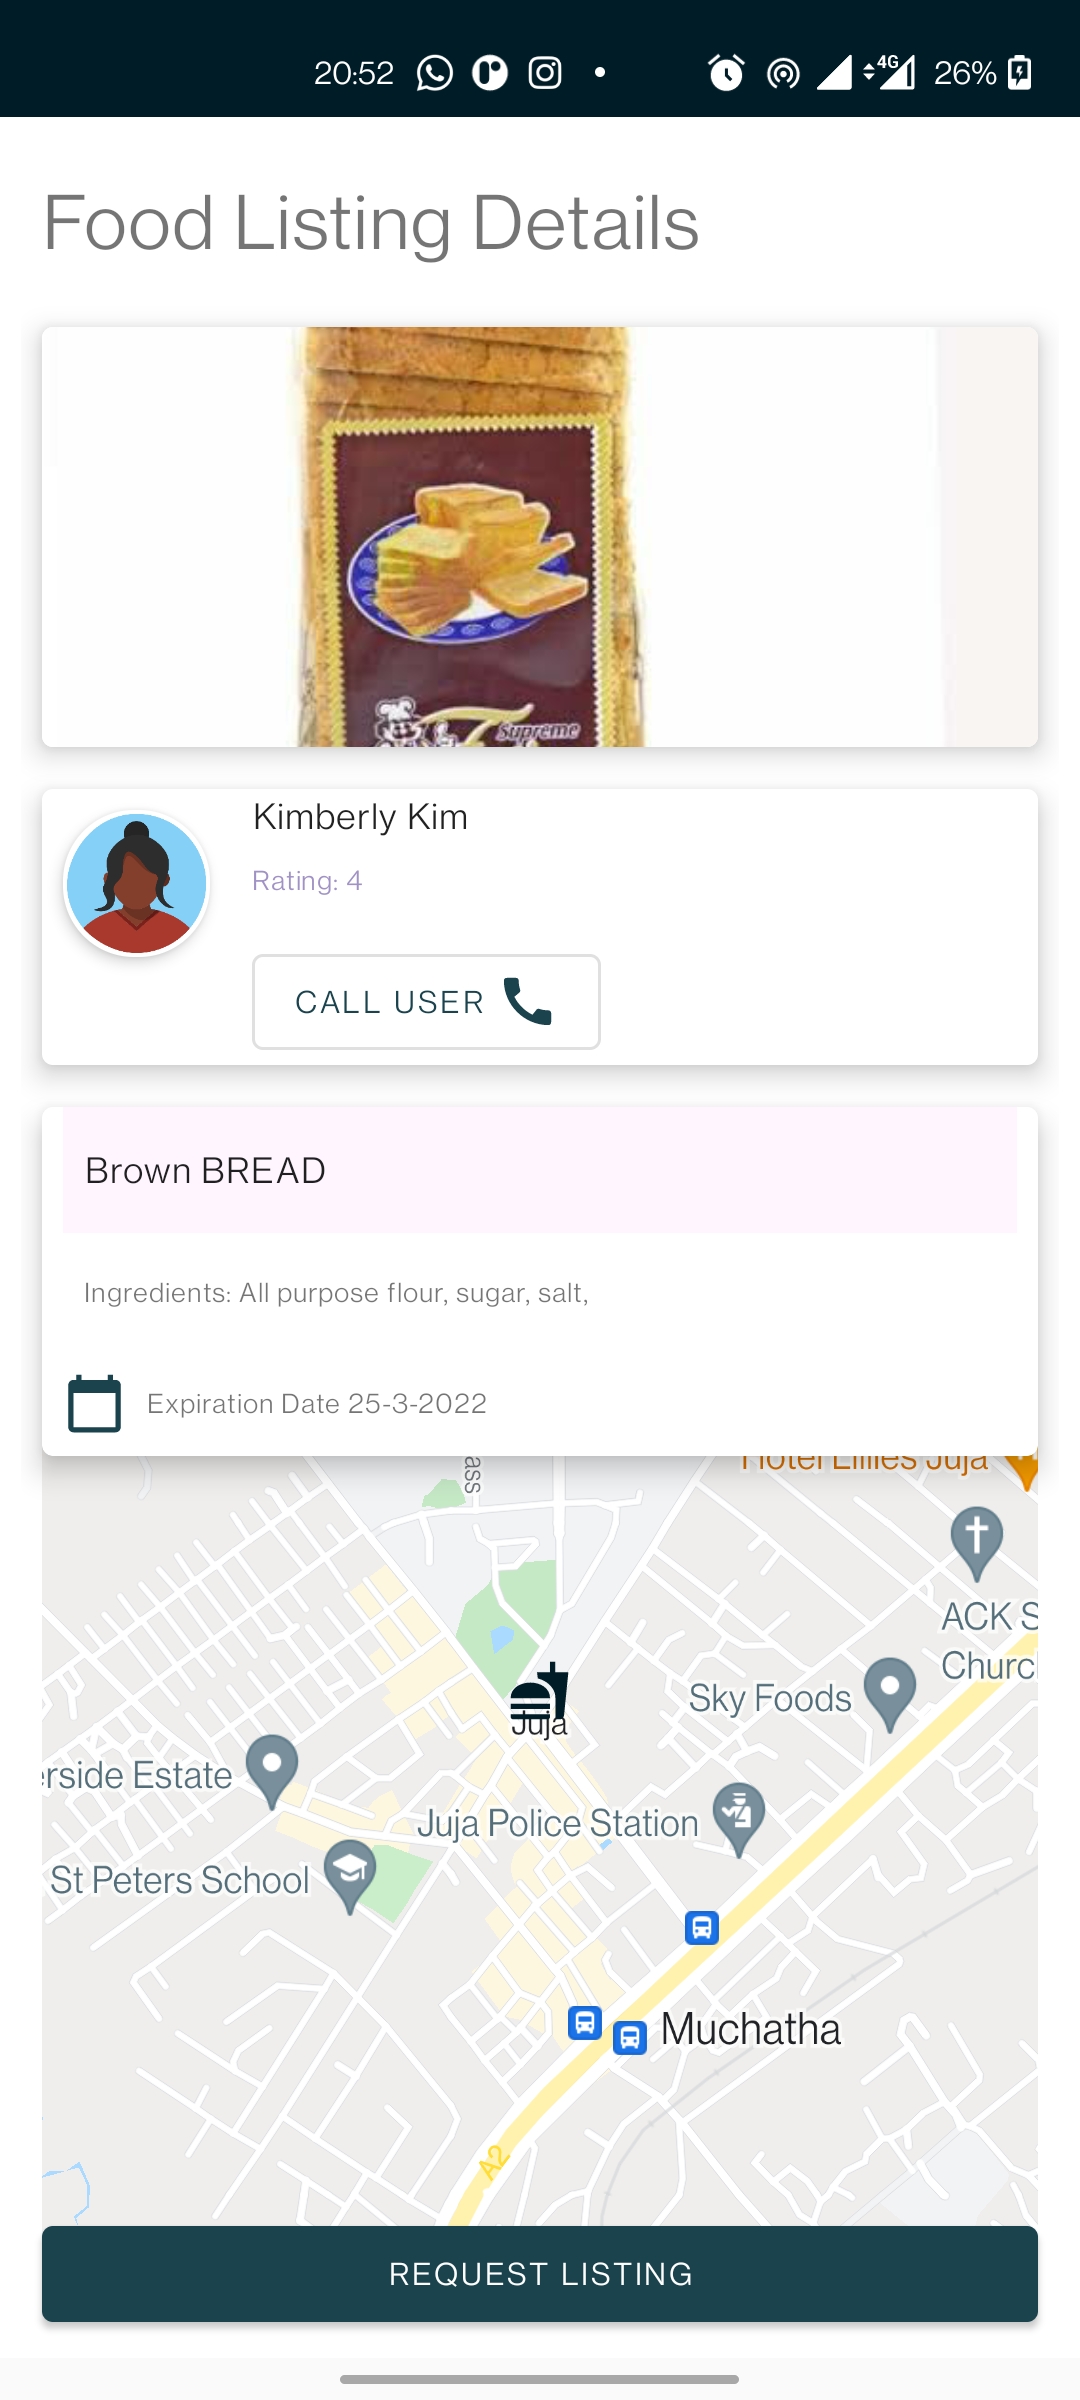 20:52
4G
26%
Food Listing Details
Supreme
Kimberly Kim
Rating: 4
CALL USER
Brown BREAD
Ingredients: All purpose flour, sugar, salt,
Expiration Date 25-3-2022
ass
Hotel Lillies Juja
ACK S
Churc
Sky Foods
Juja
erside Estate
Juja Police Station
St Peters School
Muchatha
A2
REQUEST LISTING